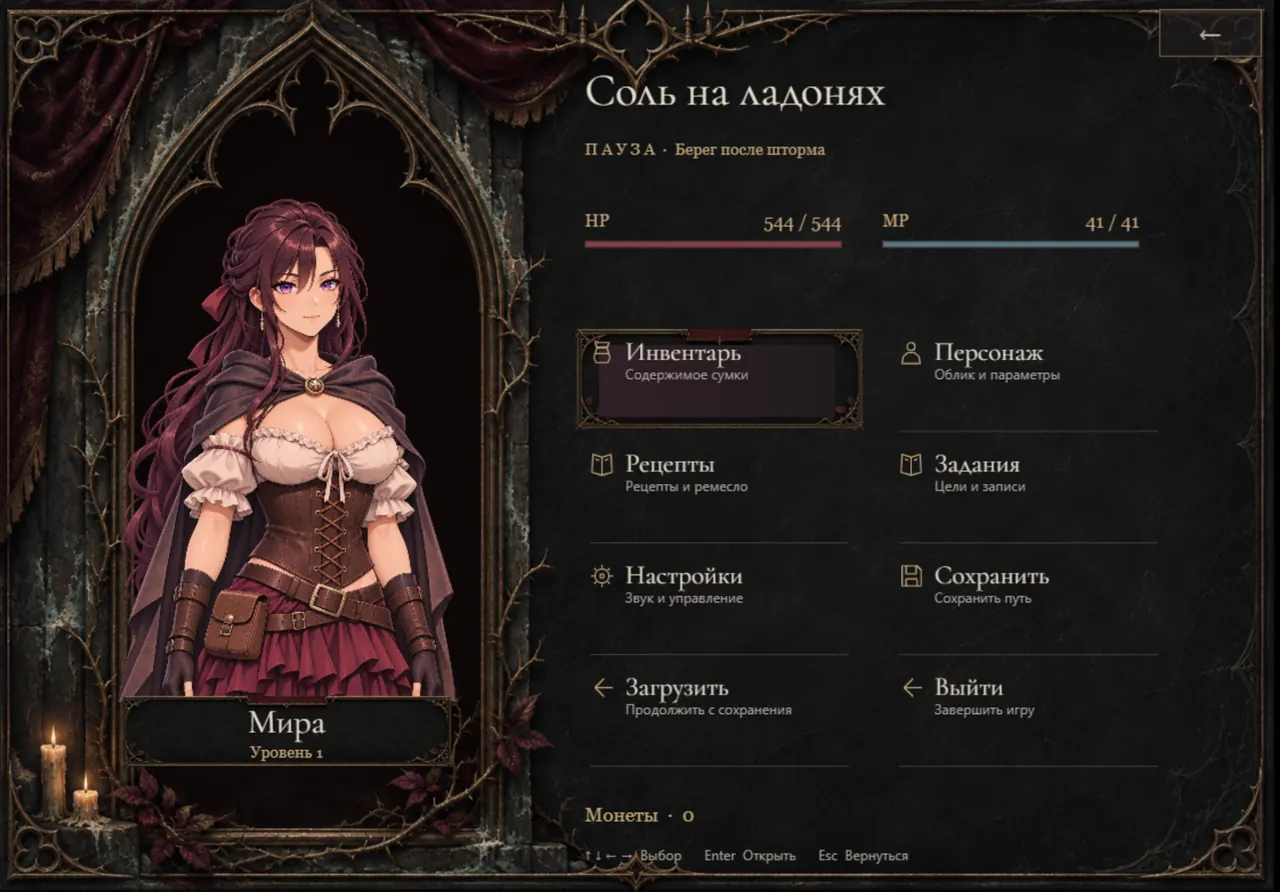 ←
Соль на ладонях
ПАУЗА · Берег после шторма
HP 544 / 544 MP 41 / 41
Инвентарь
Содержимое сумки
Персонаж
Облик и параметры
Рецепты
Рецепты и ремесло
Задания
Цели и записи
Настройки
Звук и управление
Сохранить
Сохранить путь
Загрузить
Продолжить с сохранения
Выйти
Завершить игру
Мира
Уровень 1
Монеты · 0
↑↓←→ Выбор Enter Открыть Esc Вернуться